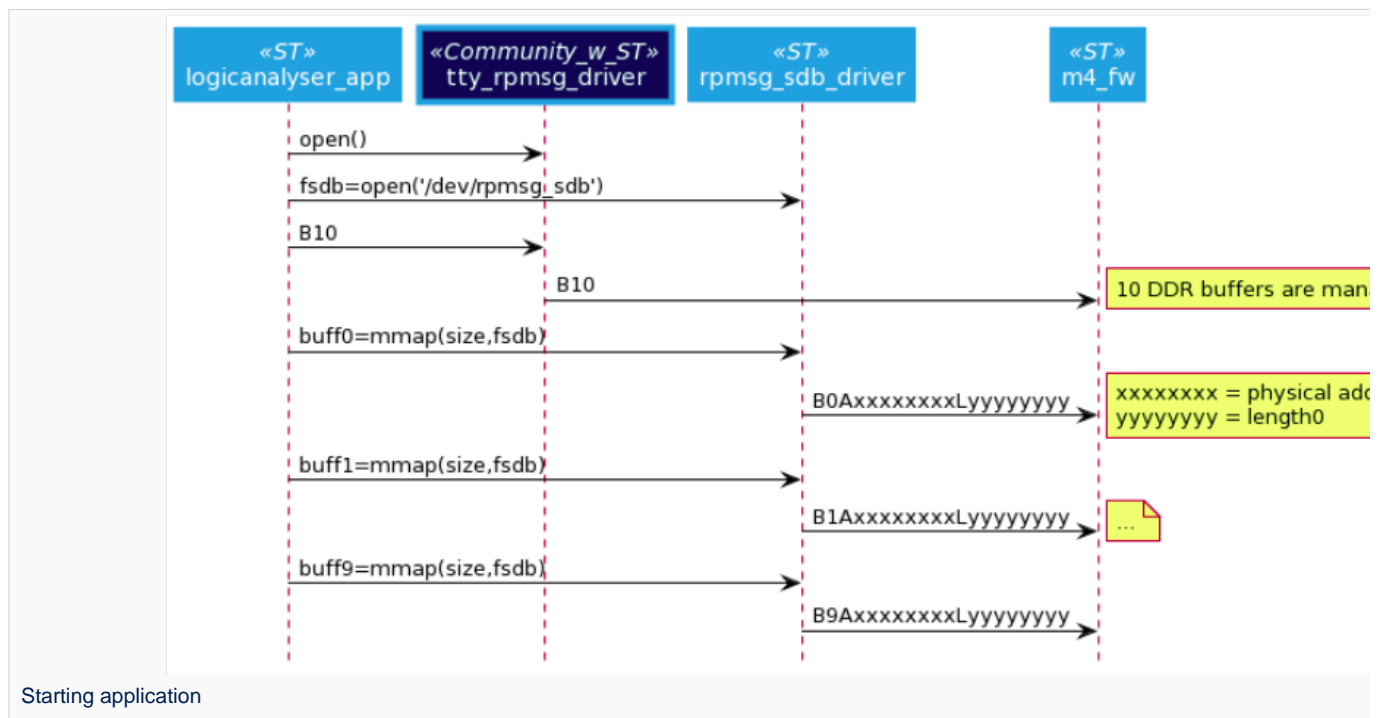 «ST»
logicanalyser_app
«Community_w_ST»
tty_rpmsg_driver
«ST»
rpmsg_sdb_driver
«ST»
m4_fw
open()
fsdb=open('/dev/rpmsg_sdb')
B10
B10
10 DDR buffers are
buff0=mmap(size,fsdb)
B0AxxxxxxxxLyyyyyyyy
xxxxxxxx = physical
yyyyyyyy = length0
buff1=mmap(size,fsdb)
B1AxxxxxxxxLyyyyyyyy
...
buff9=mmap(size,fsdb)
B9AxxxxxxxxLyyyyyyyy
Starting application